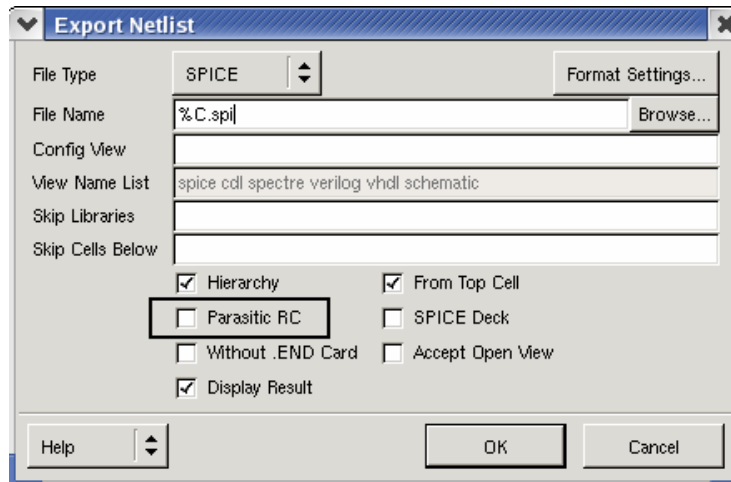 Export Netlist
File Type SPICE Format Settings...
File Name %C.spi Browse...
Config View
View Name List spice cdl spectre verilog vhdl schematic
Skip Libraries
Skip Cells Below
Hierarchy From Top Cell
Parasitic RC SPICE Deck
Without .END Card Accept Open View
Display Result
Help OK Cancel